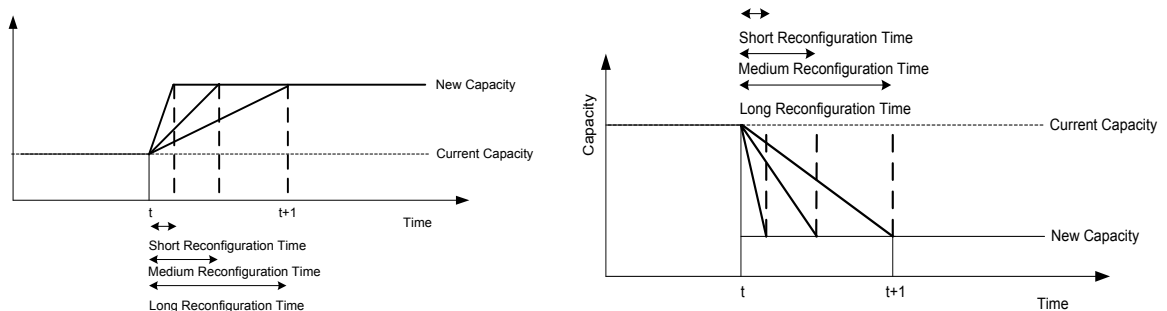 New Capacity
Current Capacity
t
t+1
Time
Short Reconfiguration Time
Medium Reconfiguration Time
Long Reconfiguration Time
Short Reconfiguration Time
Medium Reconfiguration Time
Long Reconfiguration Time
Capacity
Current Capacity
New Capacity
t
t+1
Time